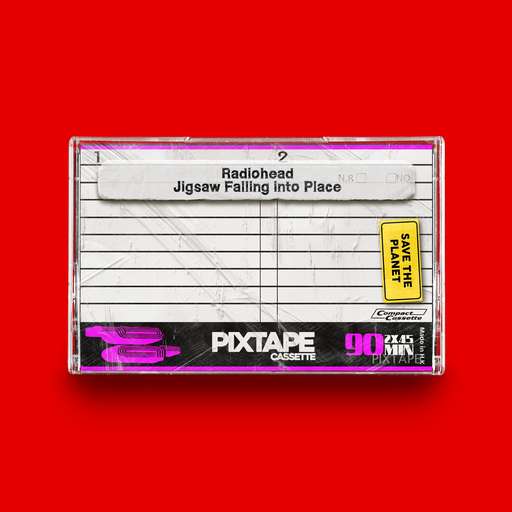 1
2
Radiohead
Jigsaw Falling into Place
N.R NO
SAVE THE
PLANET
Compact
Cassette
PIXTAPE
CASSETTE
90 2X45
MIN
PIXTAPE
Made in H.K